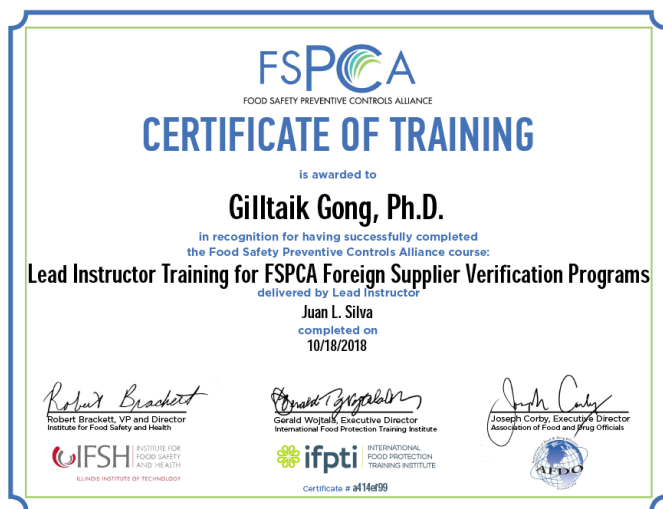 FSPCA
FOOD SAFETY PREVENTIVE CONTROLS ALLIANCE
CERTIFICATE OF TRAINING
is awarded to
Gilltaik Gong, Ph.D.
in recognition for having successfully completed
the Food Safety Preventive Controls Alliance course:
Lead Instructor Training for FSPCA Foreign Supplier Verification Programs
delivered by Lead Instructor
Juan L. Silva
completed on
10/18/2018
Robert Brackett
Robert Brackett, VP and Director
Institute for Food Safety and Health
IFSH
INSTITUTE FOR
FOOD SAFETY
AND HEALTH
ILLINOIS INSTITUTE OF TECHNOLOGY
Gerald Wojtala, Executive Director
International Food Protection Training Institute
ifpti
INTERNATIONAL
FOOD PROTECTION
TRAINING INSTITUTE
Certificate # a414ef99
Joseph Corby
Joseph Corby, Executive Director
Association of Food and Drug Officials
AFDO